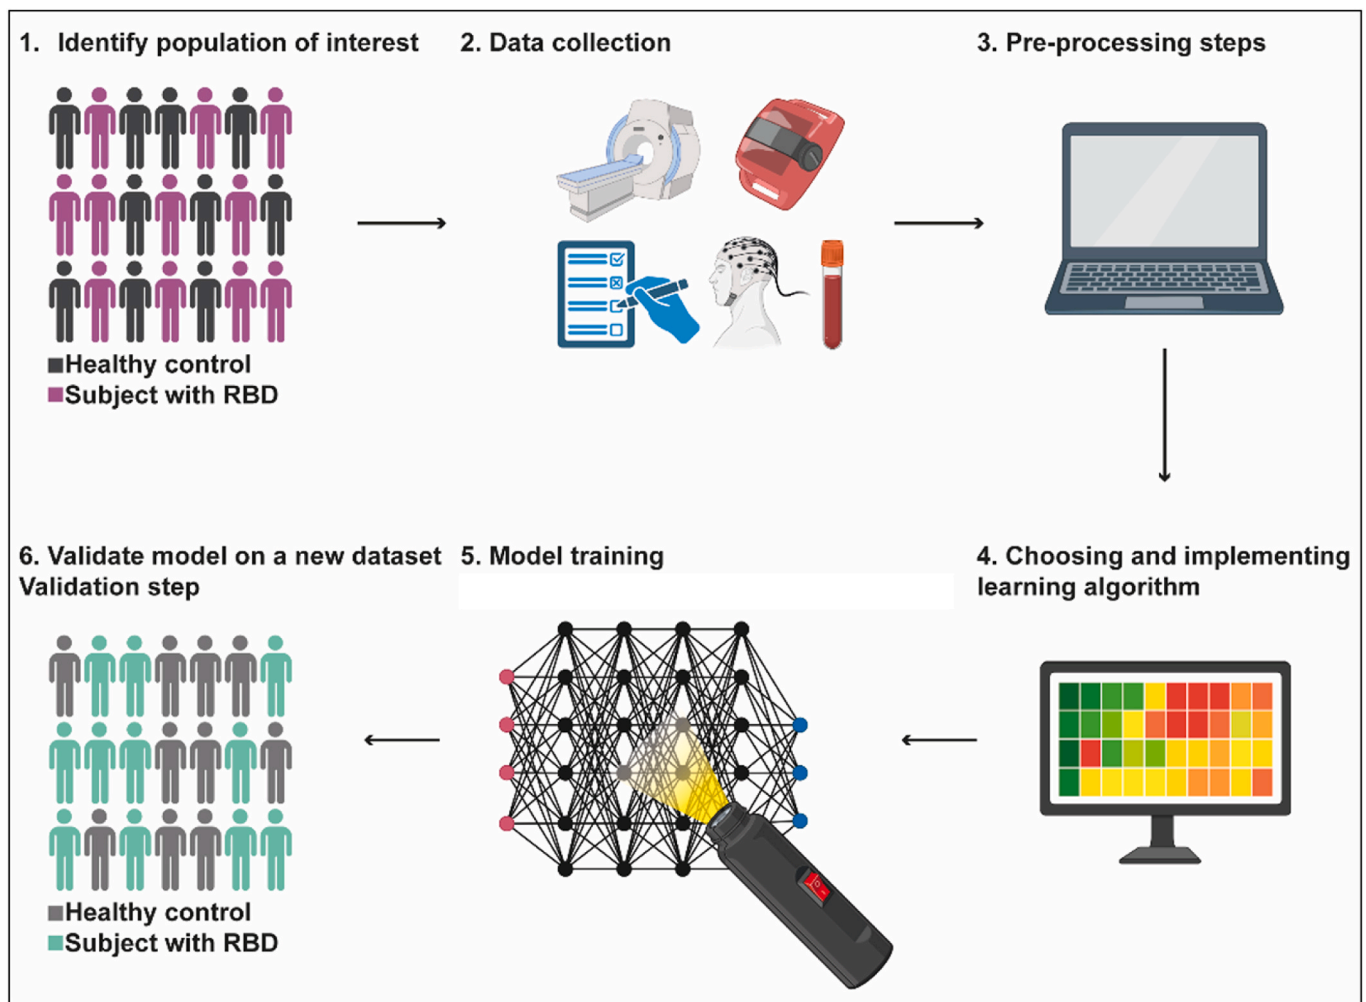 1. Identify population of interest
2. Data collection
3. Pre-processing steps
Healthy control
Subject with RBD
6. Validate model on a new dataset
Validation step
5. Model training
4. Choosing and implementing
learning algorithm
Healthy control
Subject with RBD